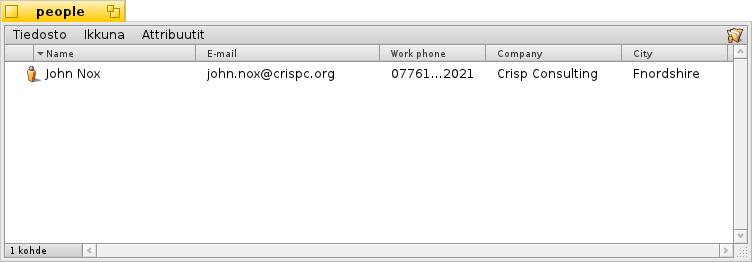 people
Tiedosto Ikkuna Attribuutit
Name E-mail Work phone Company City
John Nox john.nox@crispc.org 07761...2021 Crisp Consulting Fnordshire
1 kohde